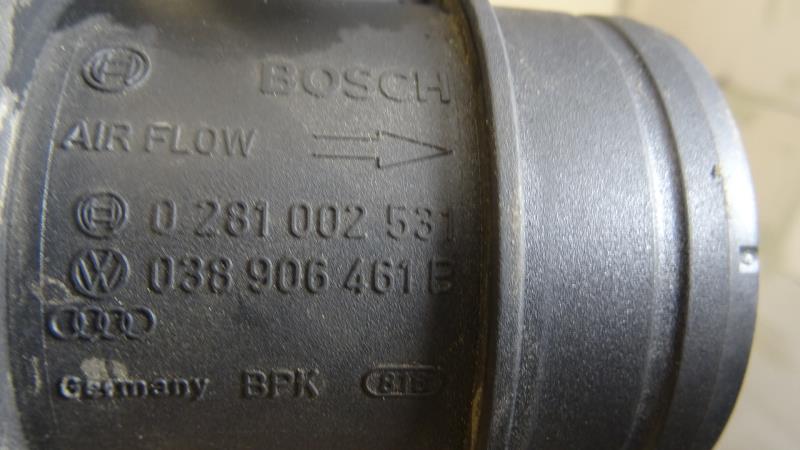 BOSCH
AIR FLOW
0 281 002 531
038 906 461 B
Germany BPK